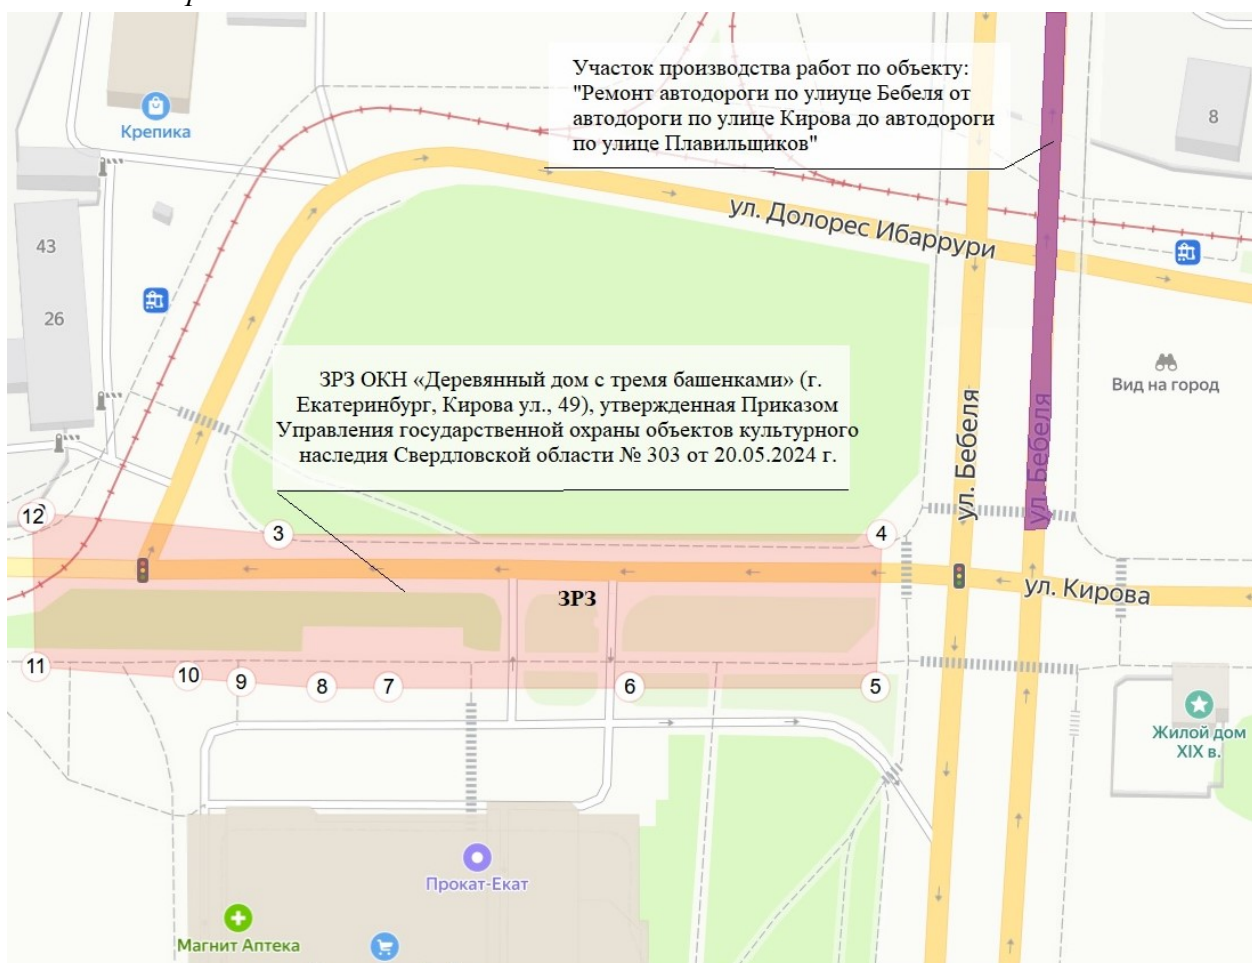 Участок производства работ по объекту:
"Ремонт автодороги по улиуце Бебеля от
автодороги по улице Кирова до автодороги
по улице Плавильщиков"
8
Крепика
43
26
ул. Долорес Ибаррури
Вид на город
ЗРЗ ОКН «Деревянный дом с тремя башенками» (г.
Екатеринбург, Кирова ул., 49), утвержденная Приказом
Управления государственной охраны объектов культурного
наследия Свердловской области № 303 от 20.05.2024 г.
ул. Бебеля
ул. Бебеля
12
3
4
ЗРЗ
ул. Кирова
11
10
9
8
7
6
5
Жилой дом
XIX в.
Прокат-Екат
Магнит Аптека